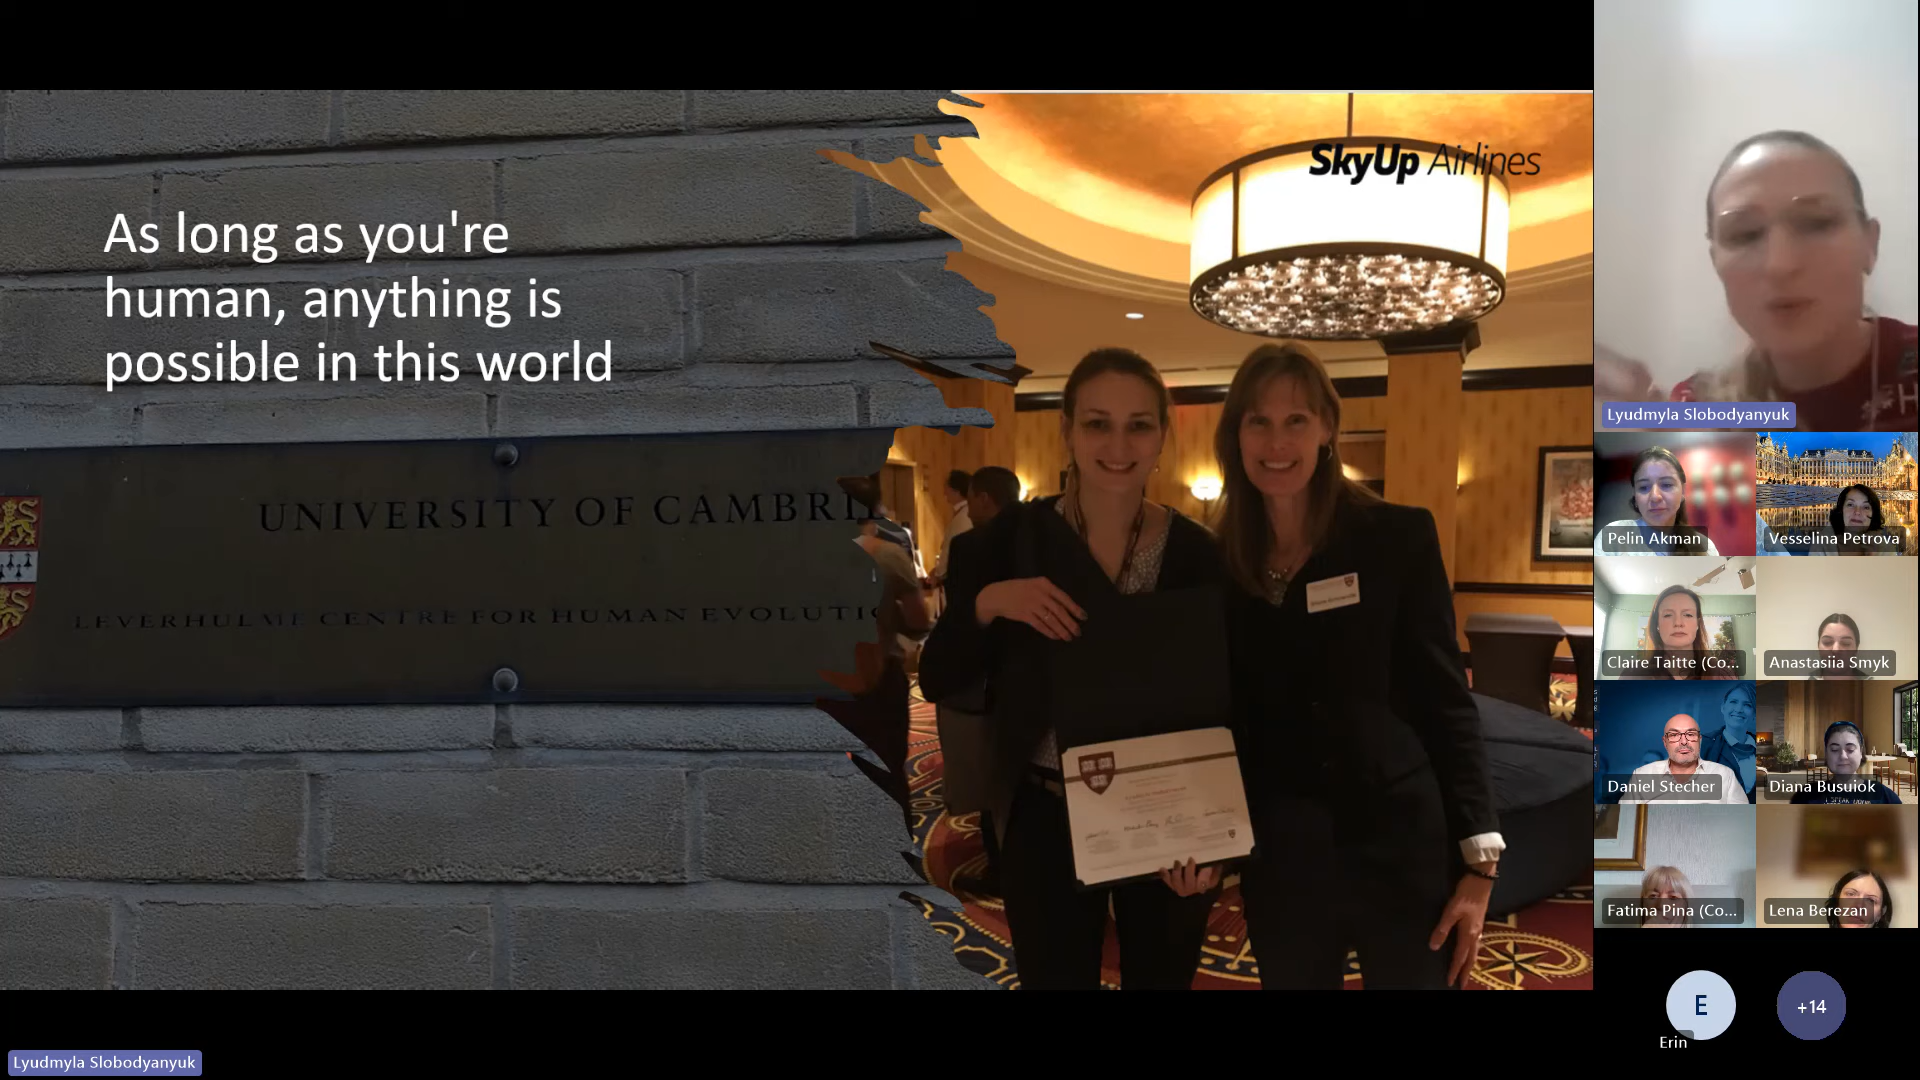 As long as you're
human, anything is
possible in this world
SkyUp Airlines
UNIVERSITY OF CAMBRI
LEVERHULME CENTRE FOR HUMAN EVOLUTIO
Lyudmyla Slobodyanyuk
Pelin Akman
Vesselina Petrova
Claire Taitte (Co...
Anastasiia Smyk
Daniel Stecher
Diana Busuiok
Fatima Pina (Co...
Lena Berezan
E
Erin
+14
Lyudmyla Slobodyanyuk